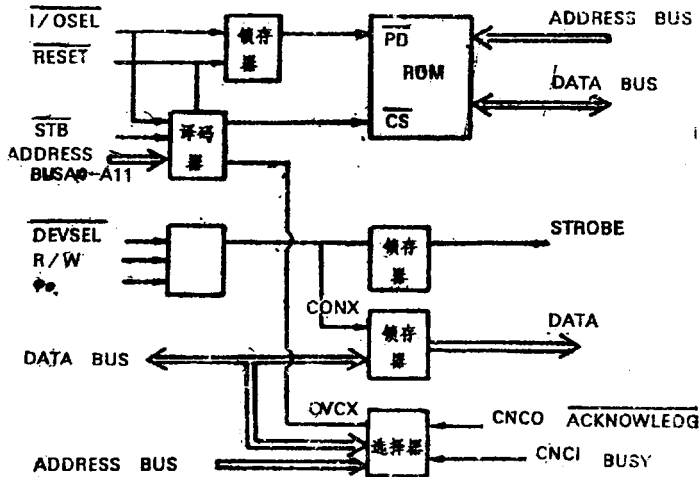 I/OSEL
RESET
锁存器
PD
ROM
CS
ADDRESS BUS
DATA BUS
STB
ADDRESS
BUSA0-A11
译码器
DEVSEL
R/W
Φ0
锁存器
STROBE
CONX
锁存器
DATA
DATA BUS
OVCX
选择器
CNCO ACKNOWLEDG
CNCI BUSY
ADDRESS BUS